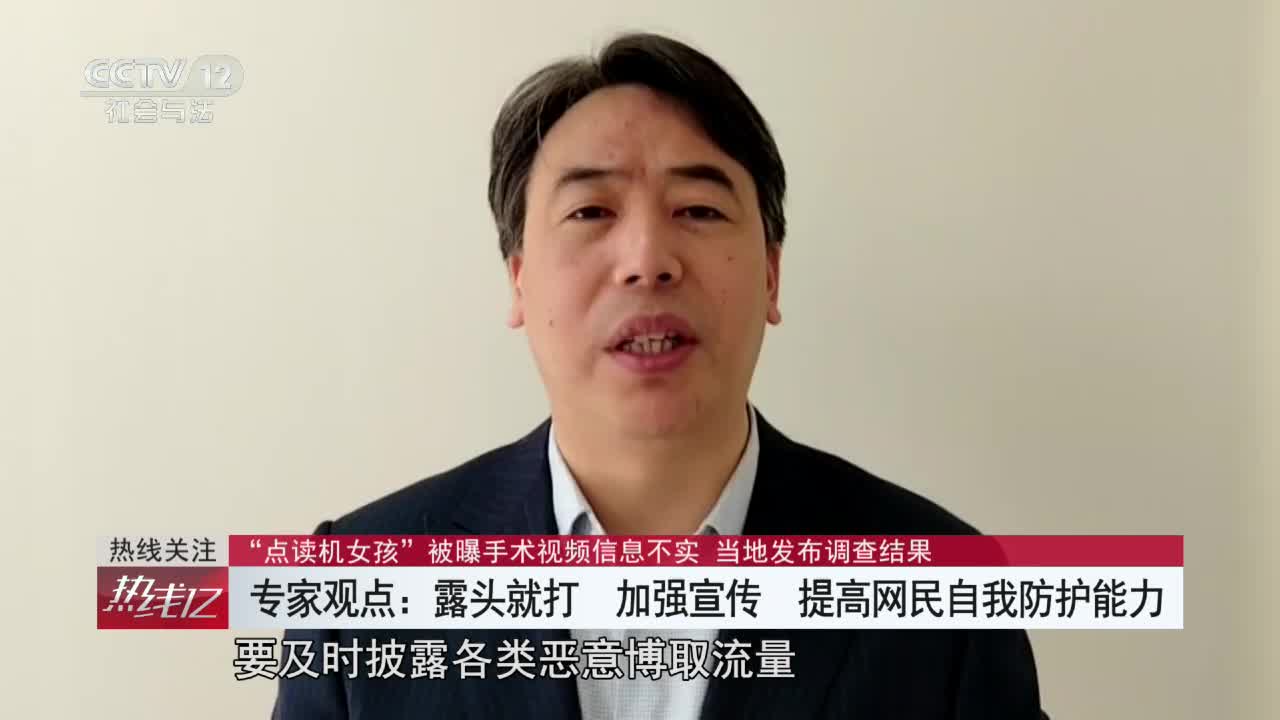 CCTV 12
社会与法
热线关注
“点读机女孩”被曝手术视频信息不实 当地发布调查结果
热线12
专家观点：露头就打 加强宣传 提高网民自我防护能力
要及时披露各类恶意博取流量